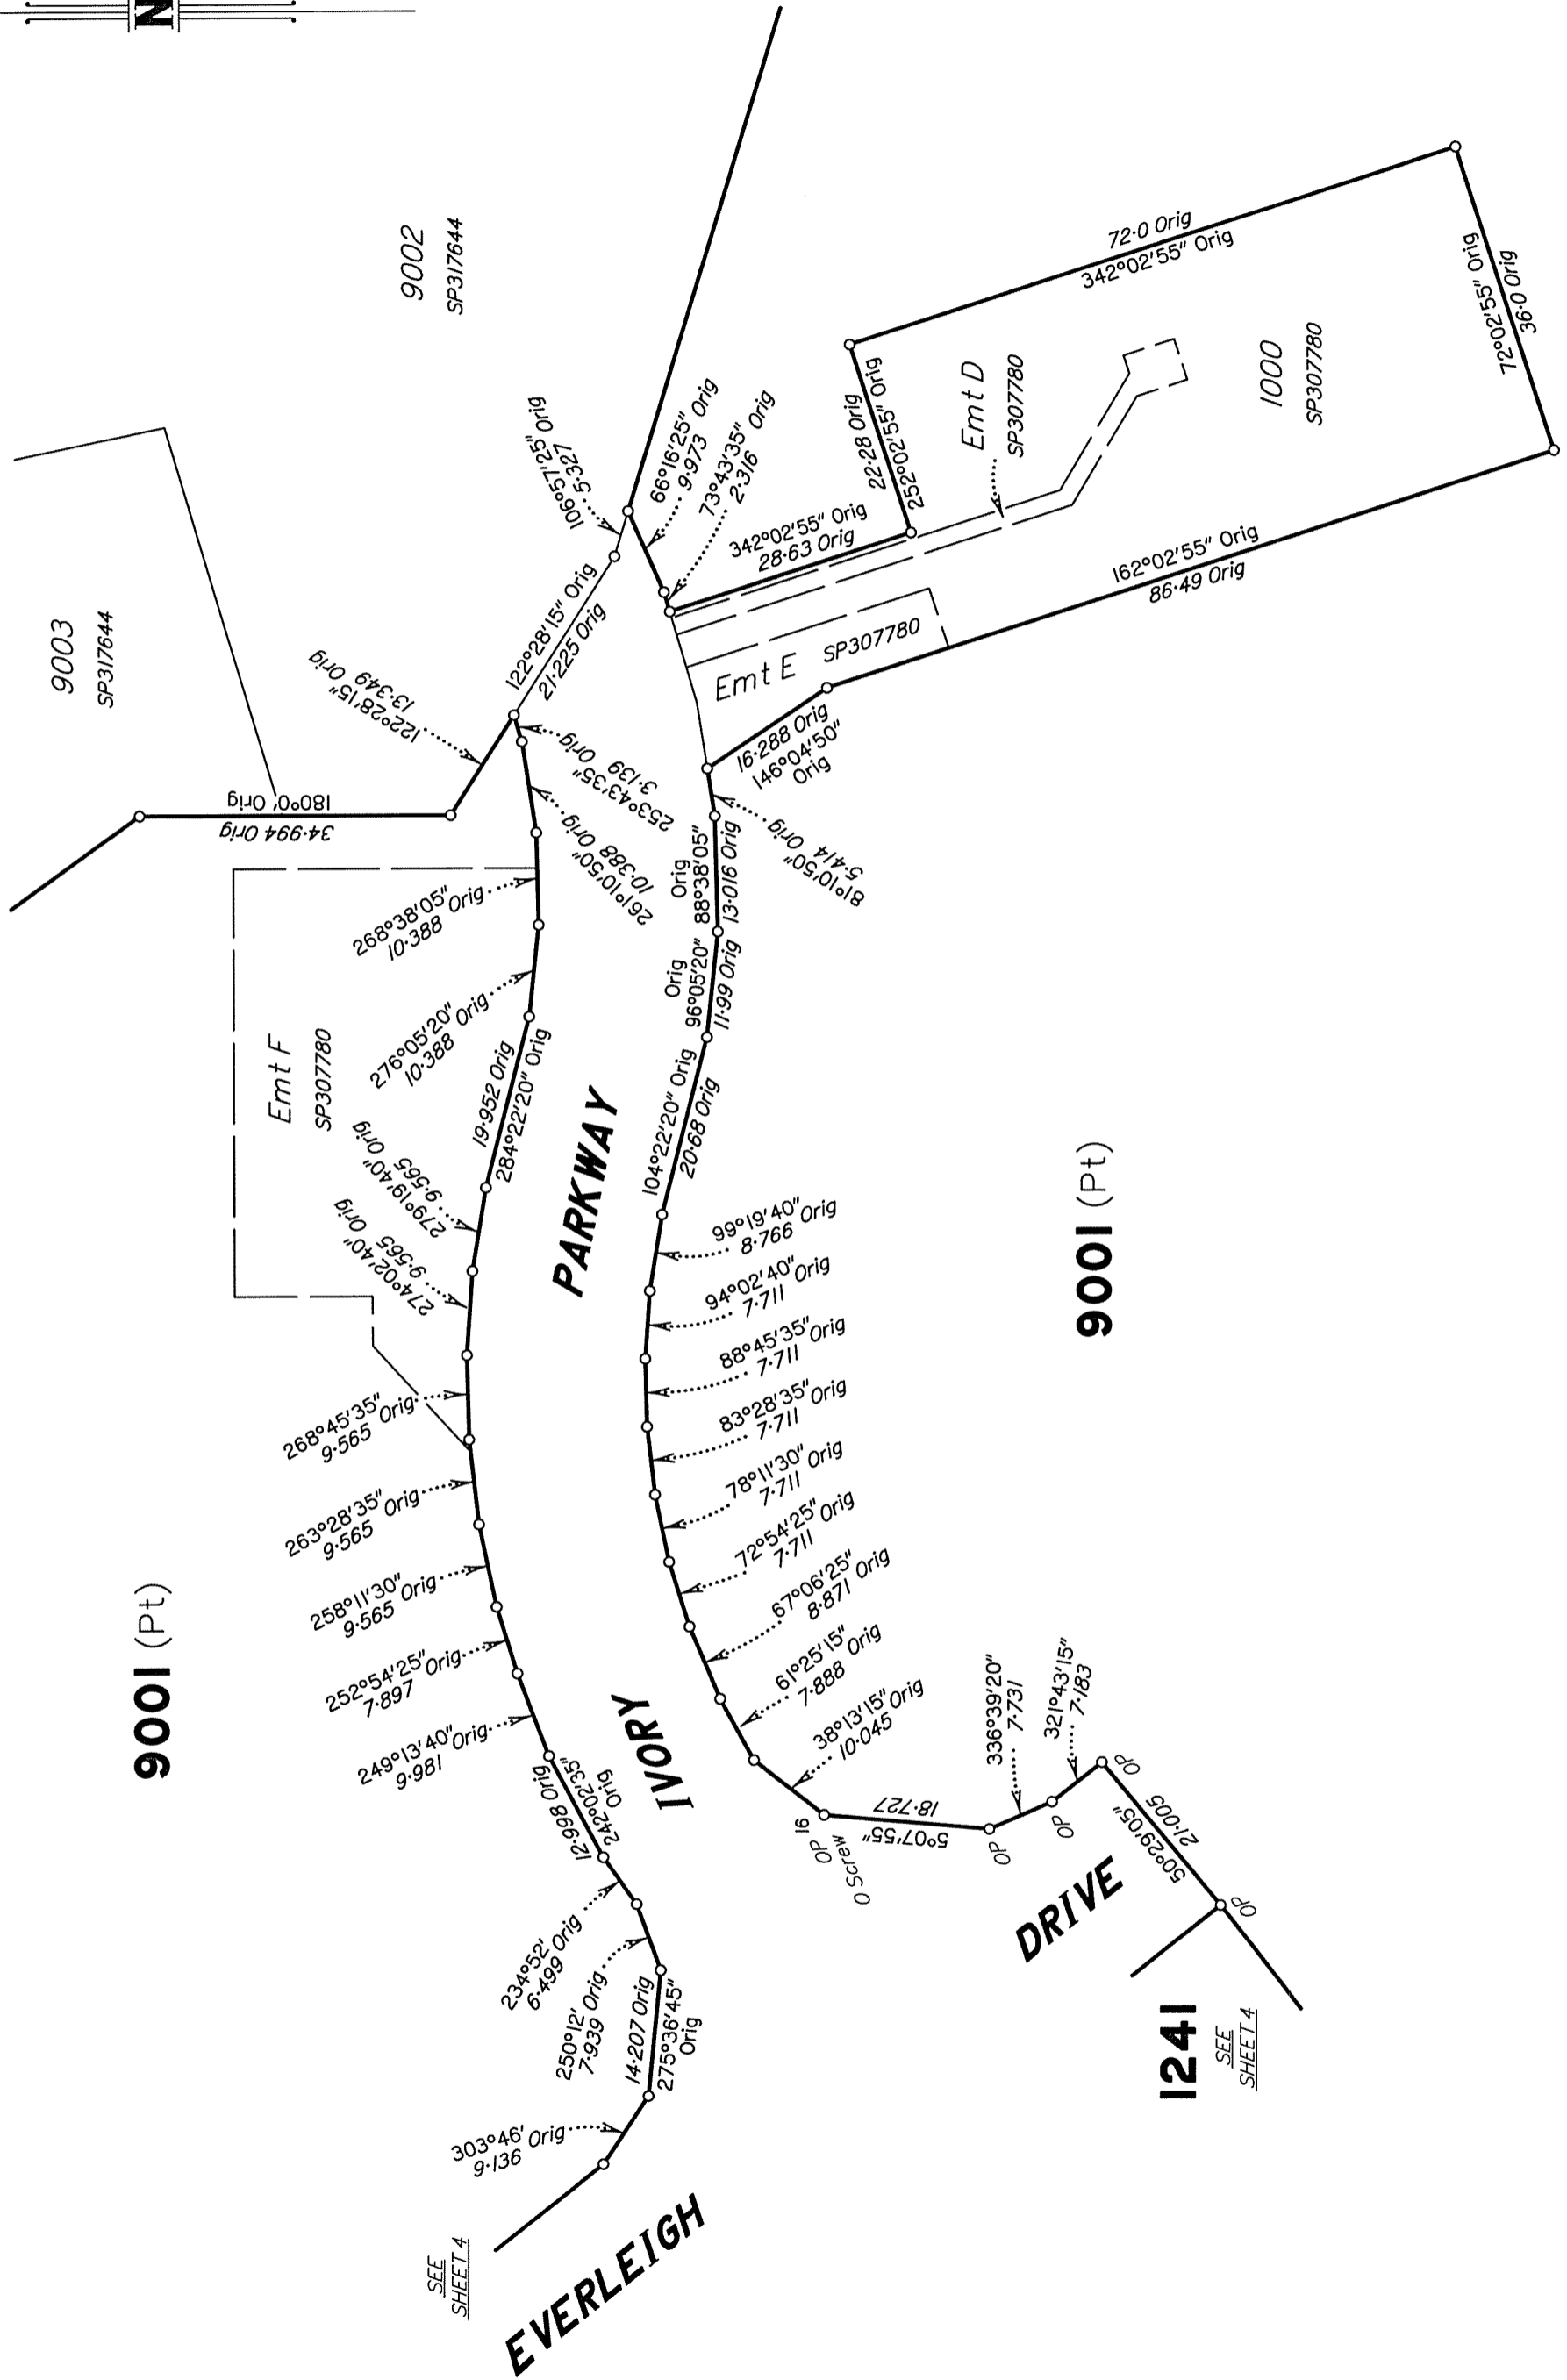 N
9003
SP317644
9002
SP317644
180°0' Orig
34·994 Orig
122°28'15" Orig
13·349
122°28'15" Orig
21·225 Orig
106°57'25" Orig
5·327
66°16'25" Orig
9·973
73°43'35" Orig
2·316
342°02'55" Orig
28·63 Orig
22·28 Orig
252°02'55" Orig
72·0 Orig
342°02'55" Orig
72°02'55" Orig
36·0 Orig
162°02'55" Orig
86·49 Orig
Emt D
SP307780
1000
SP307780
Emt E
SP307780
16·288 Orig
146°04'50"
Orig
253°43'35" Orig
3·139
261°10'50" Orig
10·388
268°38'05"
10·388 Orig
276°05'20"
10·388 Orig
19·952 Orig
284°22'20" Orig
279°19'40" Orig
9·565
274°02'40" Orig
9·565
268°45'35"
9·565 Orig
263°28'35"
9·565 Orig
258°11'30"
9·565 Orig
252°54'25"
7·897 Orig
249°13'40"
9·981 Orig
12·998 Orig
242°02'35"
Orig
234°52'
6·499 Orig
250°12' Orig
7·939
14·207 Orig
275°36'45"
Orig
303°46'
9·136 Orig
Emt F
SP307780
9001 (Pt)
IVORY
PARKWAY
81°10'50" Orig
5·414
Orig
88°38'05"
13·016 Orig
Orig
96°05'20"
11·99 Orig
104°22'20" Orig
20·68 Orig
99°19'40"
8·766 Orig
94°02'40"
7·711 Orig
88°45'35"
7·711 Orig
83°28'35"
7·711 Orig
78°11'30"
7·711 Orig
72°54'25"
7·711 Orig
67°06'25"
8·871 Orig
61°25'15"
7·888 Orig
38°13'15"
10·045 Orig
16
OP
O Screw
5°07'55"
18·727
OP
336°39'20"
7·731
OP
321°43'15"
7·183
OP
50°29'05"
21·005
OP
9001 (Pt)
EVERLEIGH
DRIVE
SEE
SHEET 4
1241
SEE
SHEET 4